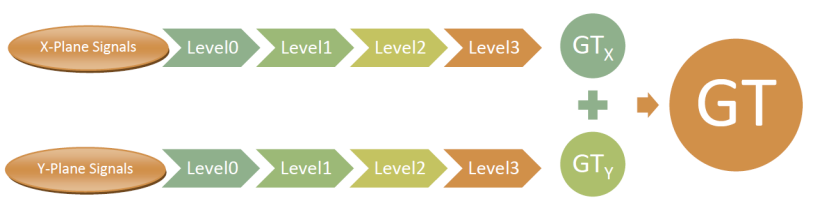 X-Plane Signals Level0 Level1 Level2 Level3 GTX
+
GT
Y-Plane Signals Level0 Level1 Level2 Level3 GTY